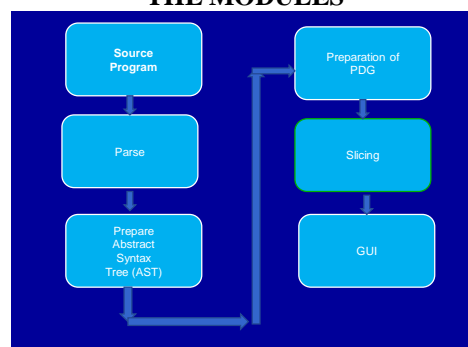 THE MODULES
Source
Program
Parse
Prepare
Abstract
Syntax
Tree (AST)
Preparation of
PDG
Slicing
GUI